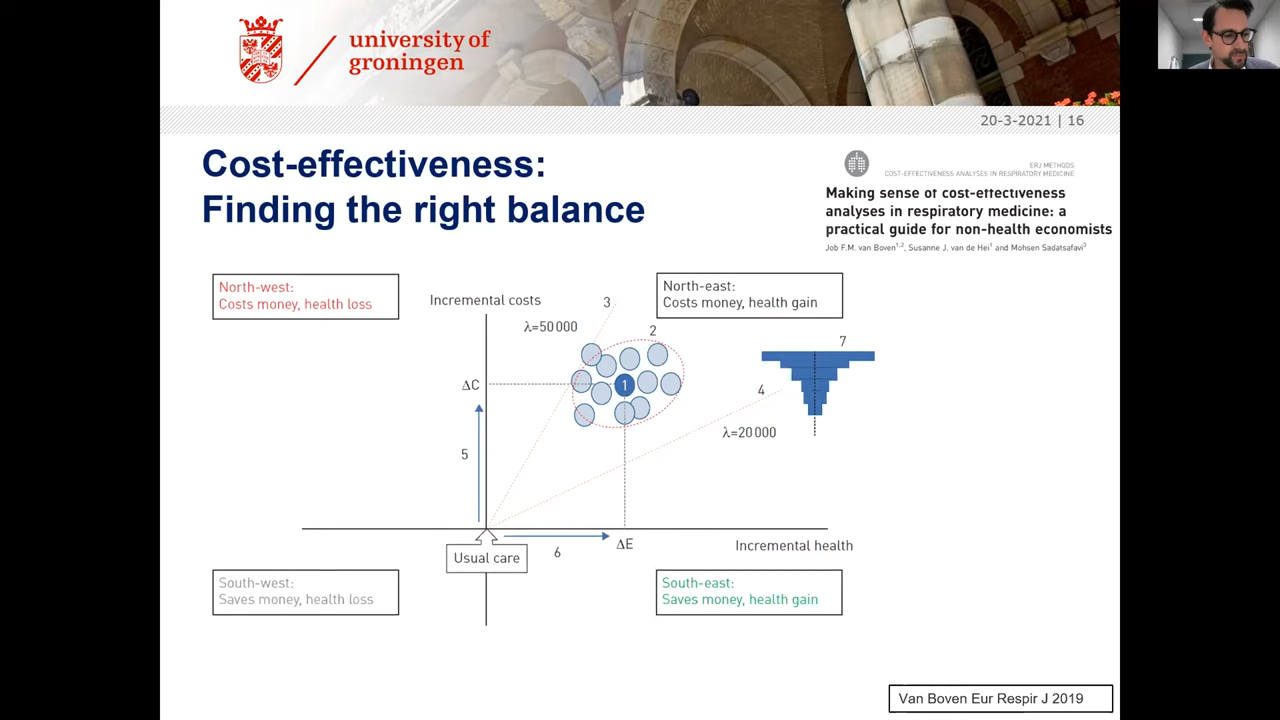 university of
groningen
20-3-2021 | 16
Cost-effectiveness:
Finding the right balance
ERJ METHODS
COST-EFFECTIVENESS ANALYSES IN RESPIRATORY MEDICINE
Making sense of cost-effectiveness
analyses in respiratory medicine: a
practical guide for non-health economists
Job F.M. van Boven1,2, Susanne J. van de Hei1 and Mohsen Sadatsafavi3
North-west:
Costs money, health loss
Incremental costs
North-east:
Costs money, health gain
3
λ=50 000
2
7
ΔC
1
4
λ=20 000
5
6
ΔE
Incremental health
Usual care
South-west:
Saves money, health loss
South-east:
Saves money, health gain
Van Boven Eur Respir J 2019